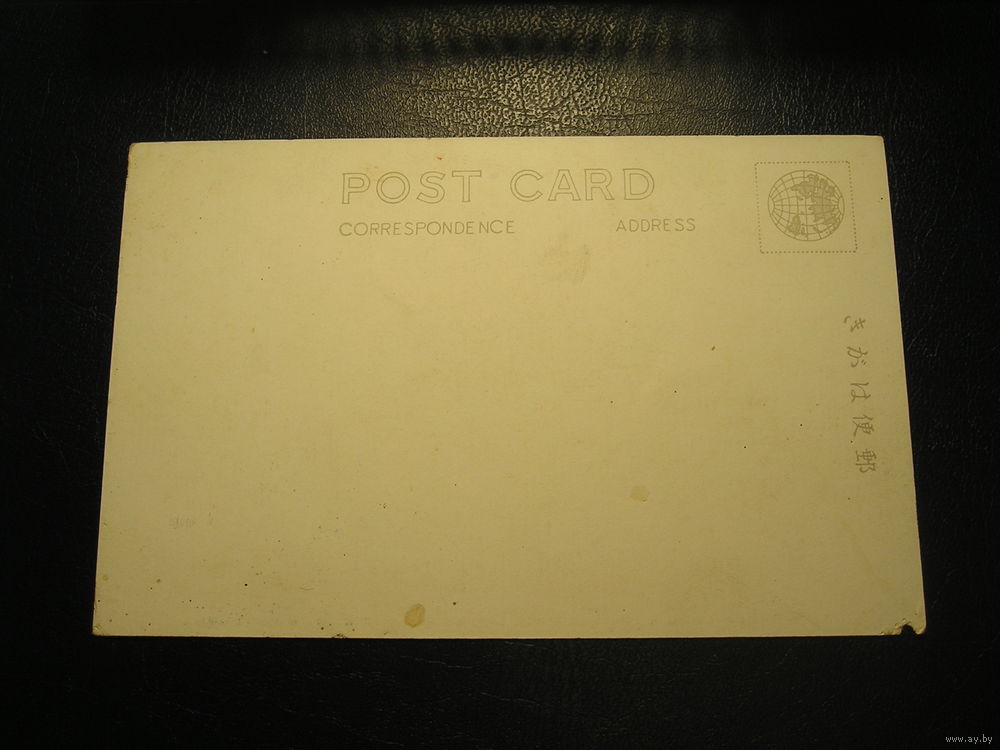 POST CARD
CORRESPONDENCE ADDRESS
郵便はがき
www.ay.by